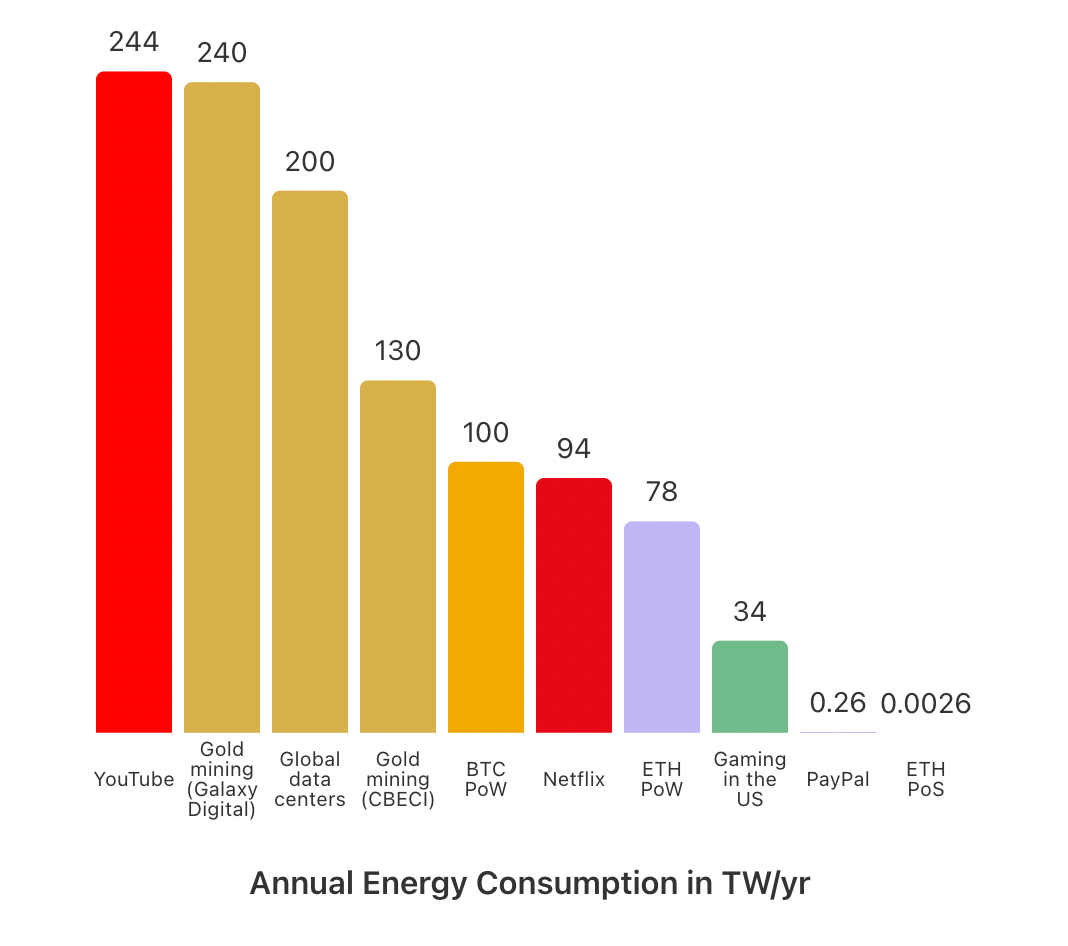 244
240
200
130
100
94
78
34
0.26
0.0026
YouTube
Gold
mining
(Galaxy
Digital)
Global
data
centers
Gold
mining
(CBECI)
BTC
PoW
Netflix
ETH
PoW
Gaming
in the
US
PayPal
ETH
PoS
Annual Energy Consumption in TW/yr